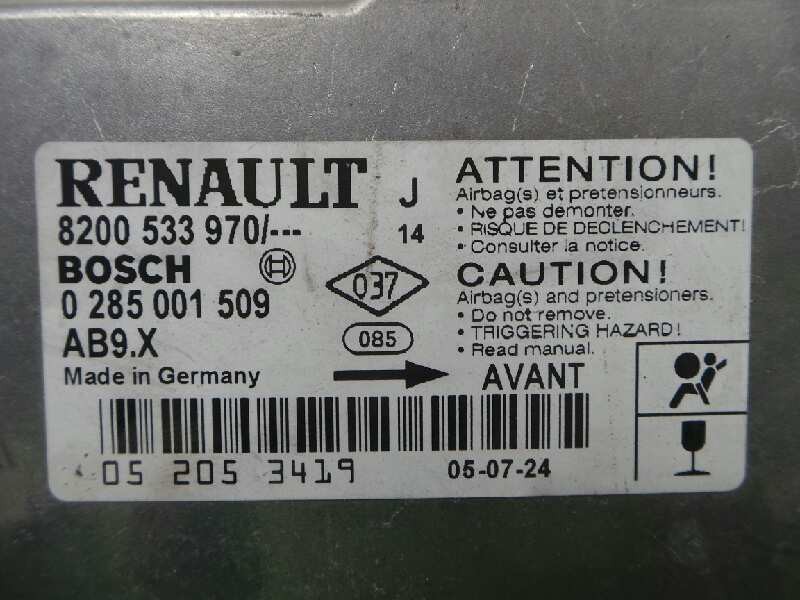 RENAULT J
8200 533 970/---
14
BOSCH
0 285 001 509
037
AB9.X
085
Made in Germany
AVANT
ATTENTION!
Airbag(s) et pretensionneurs.
• Ne pas demonter.
• RISQUE DE DECLENCHEMENT!
• Consulter la notice.
CAUTION!
Airbag(s) and pretensioners.
• Do not remove.
• TRIGGERING HAZARD!
• Read manual.
05 205 3419
05-07-24